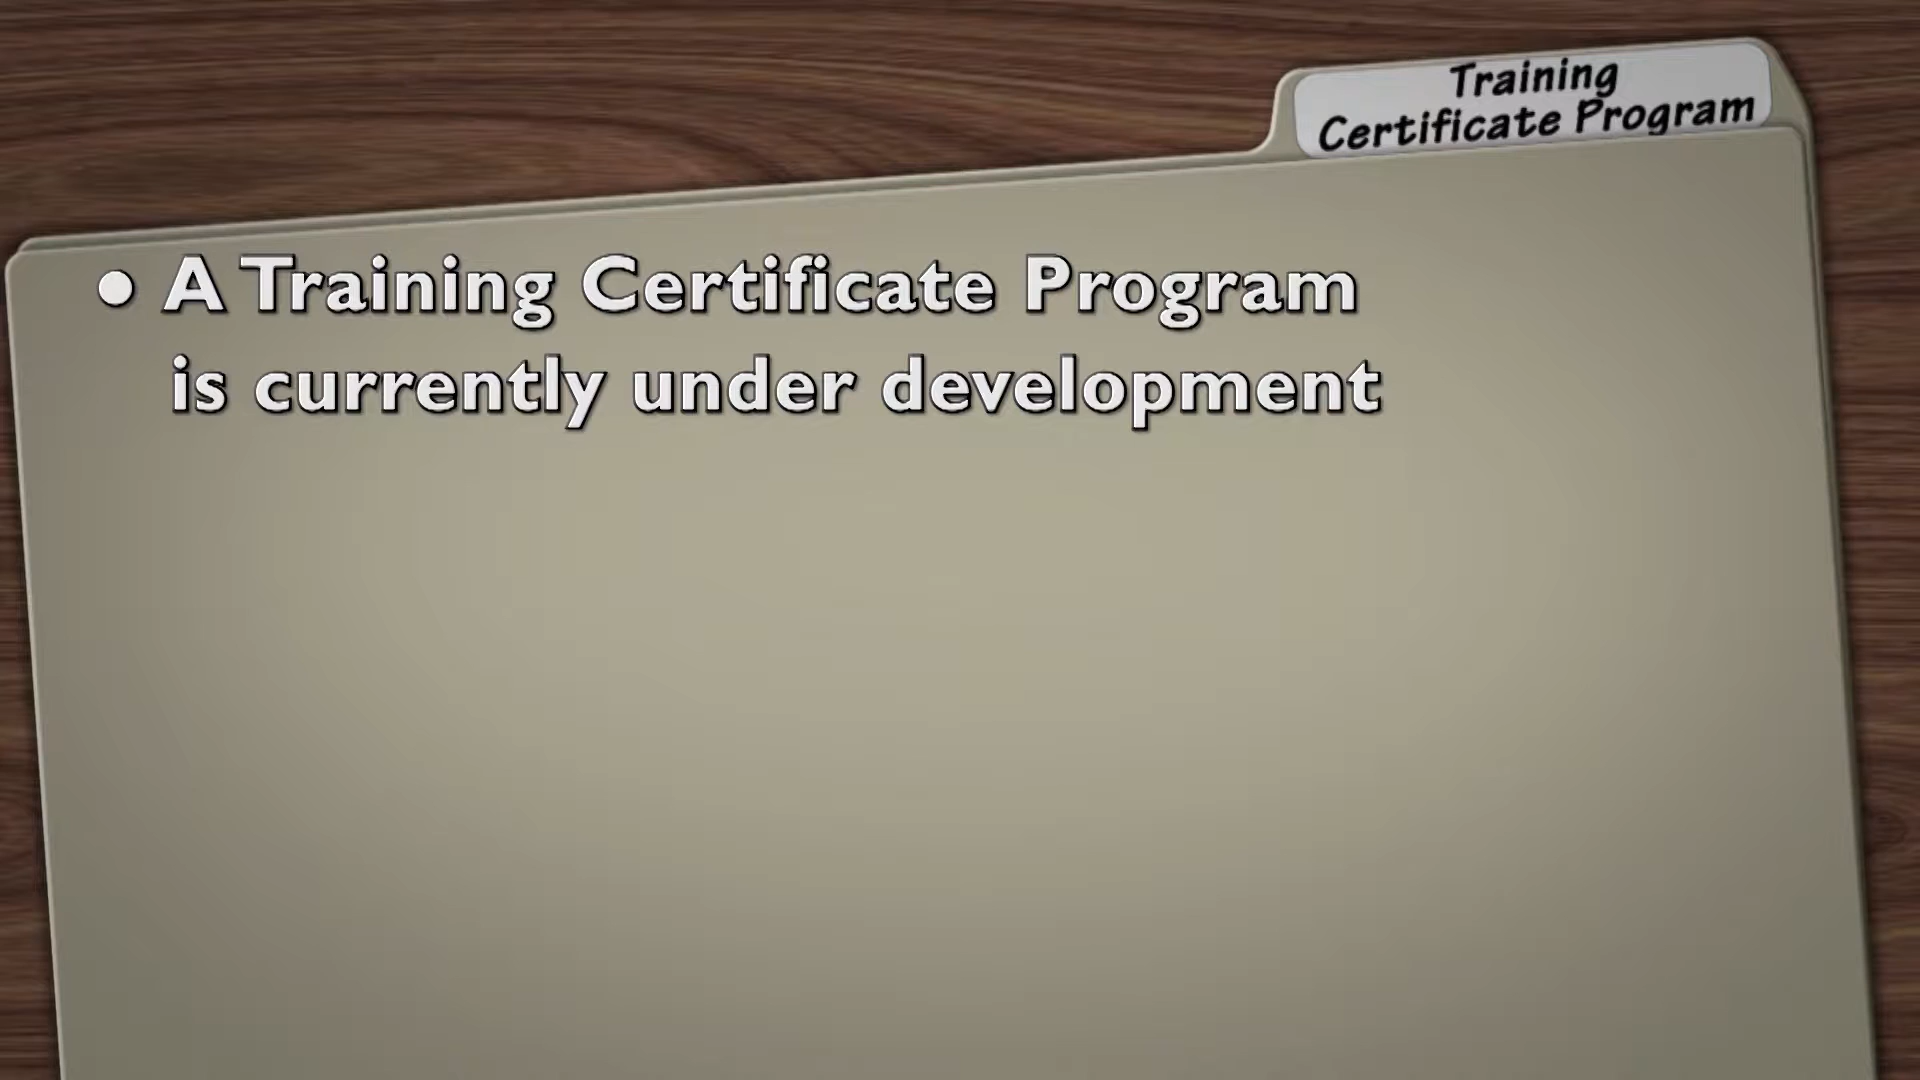 Training
Certificate Program
• A Training Certificate Program
is currently under development